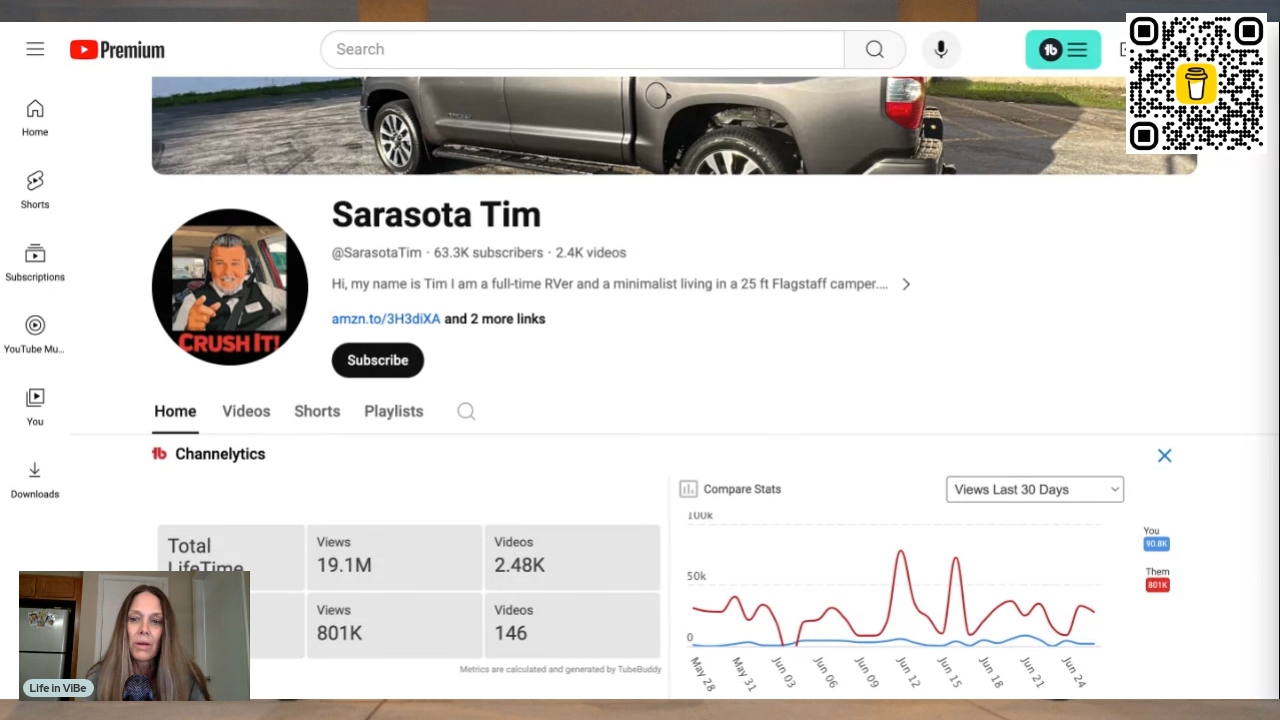 Premium
Search
Home
Shorts
Subscriptions
YouTube Mu...
You
Downloads
Sarasota Tim
@SarasotaTim · 63.3K subscribers · 2.4K videos
Hi, my name is Tim I am a full-time RVer and a minimalist living in a 25 ft Flagstaff camper....
amzn.to/3H3diXA and 2 more links
Subscribe
CRUSH IT!
Home Videos Shorts Playlists
tb Channelytics
Compare Stats
Views Last 30 Days
Total
LifeTime
Views
19.1M
Videos
2.48K
Views
801K
Videos
146
Metrics are calculated and generated by TubeBuddy
100k
50k
0
May 28
May 31
Jun 03
Jun 06
Jun 09
Jun 12
Jun 15
Jun 18
Jun 21
Jun 24
You
90.8K
Them
801K
Life in ViBe